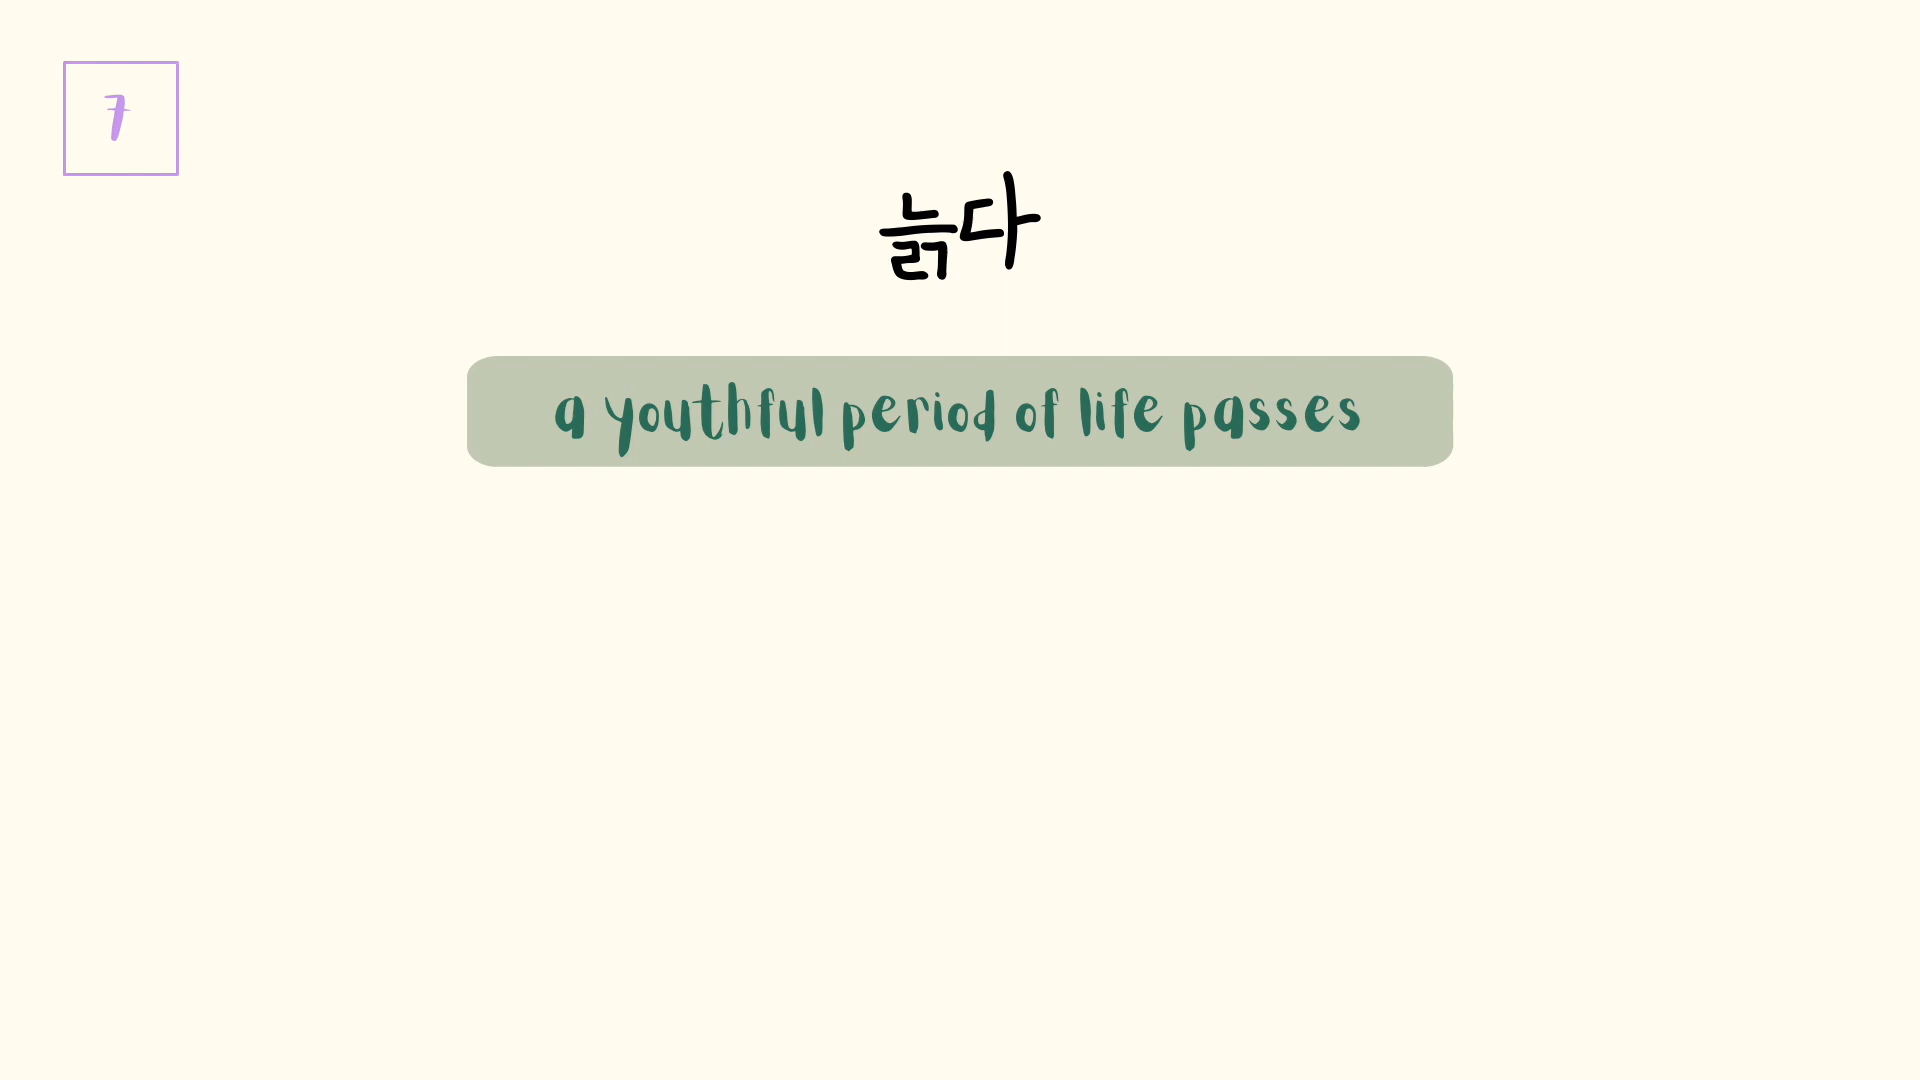 7
늙다
a youthful period of life passes